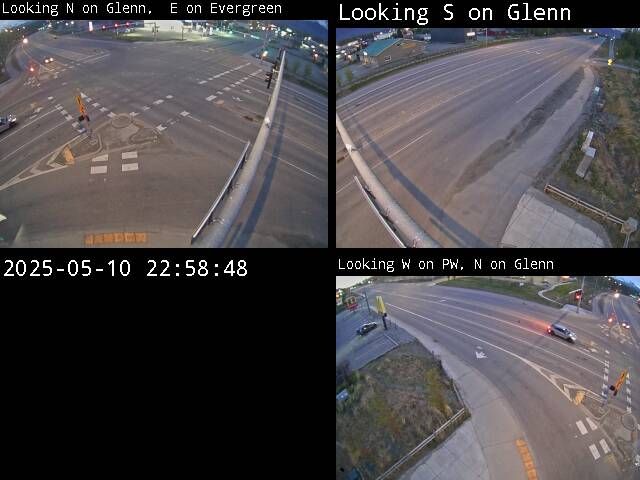 Looking N on Glenn,  E on Evergreen
Looking S on Glenn
2025-05-10 22:58:48
Looking W on PW, N on Glenn